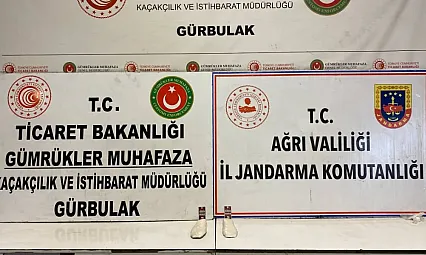 KAÇAKÇILIK VE İSTİHBARAT MÜDÜRLÜĞÜ
GÜRBULAK
T.C.
TİCARET BAKANLIĞI
GÜMRÜKLER MUHAFAZA
KAÇAKÇILIK VE İSTİHBARAT MÜDÜRLÜĞÜ
GÜRBULAK
T.C.
AĞRI VALİLİĞİ
İL JANDARMA KOMUTANLIĞI